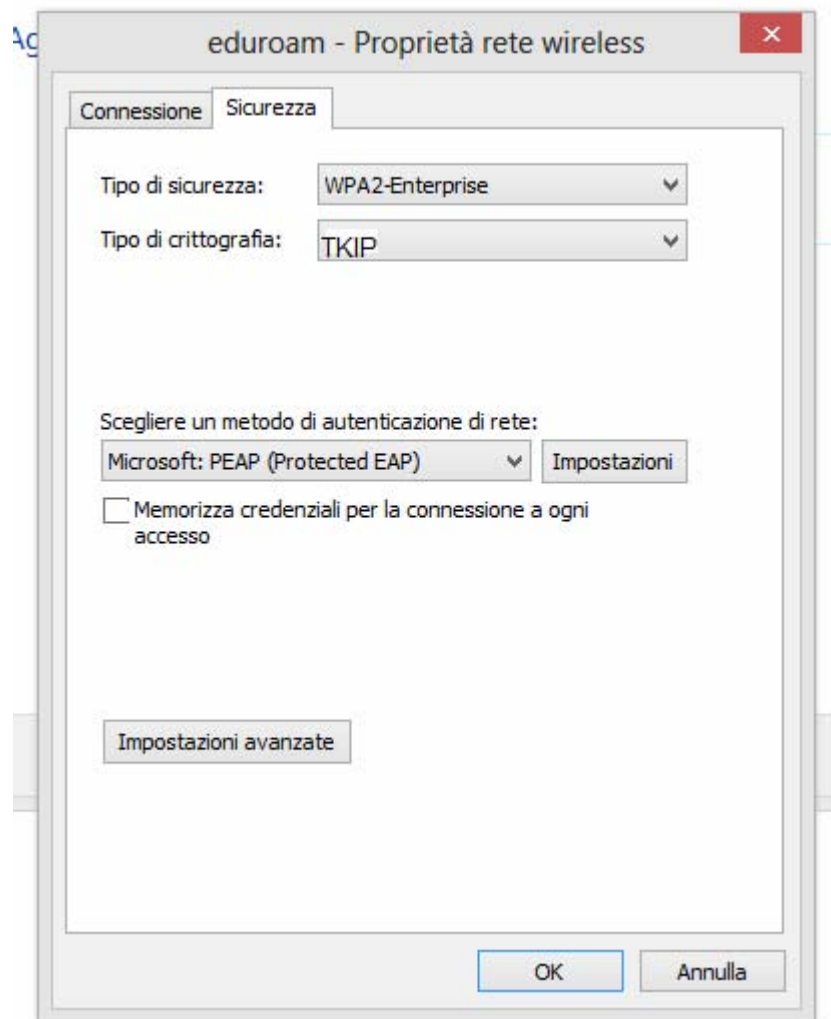 Ag
eduroam - Proprietà rete wireless
Connessione
Sicurezza
Tipo di sicurezza:
WPA2-Enterprise
Tipo di crittografia:
TKIP
Scegliere un metodo di autenticazione di rete:
Microsoft: PEAP (Protected EAP)
Impostazioni
Memorizza credenziali per la connessione a ogni
accesso
Impostazioni avanzate
OK
Annulla